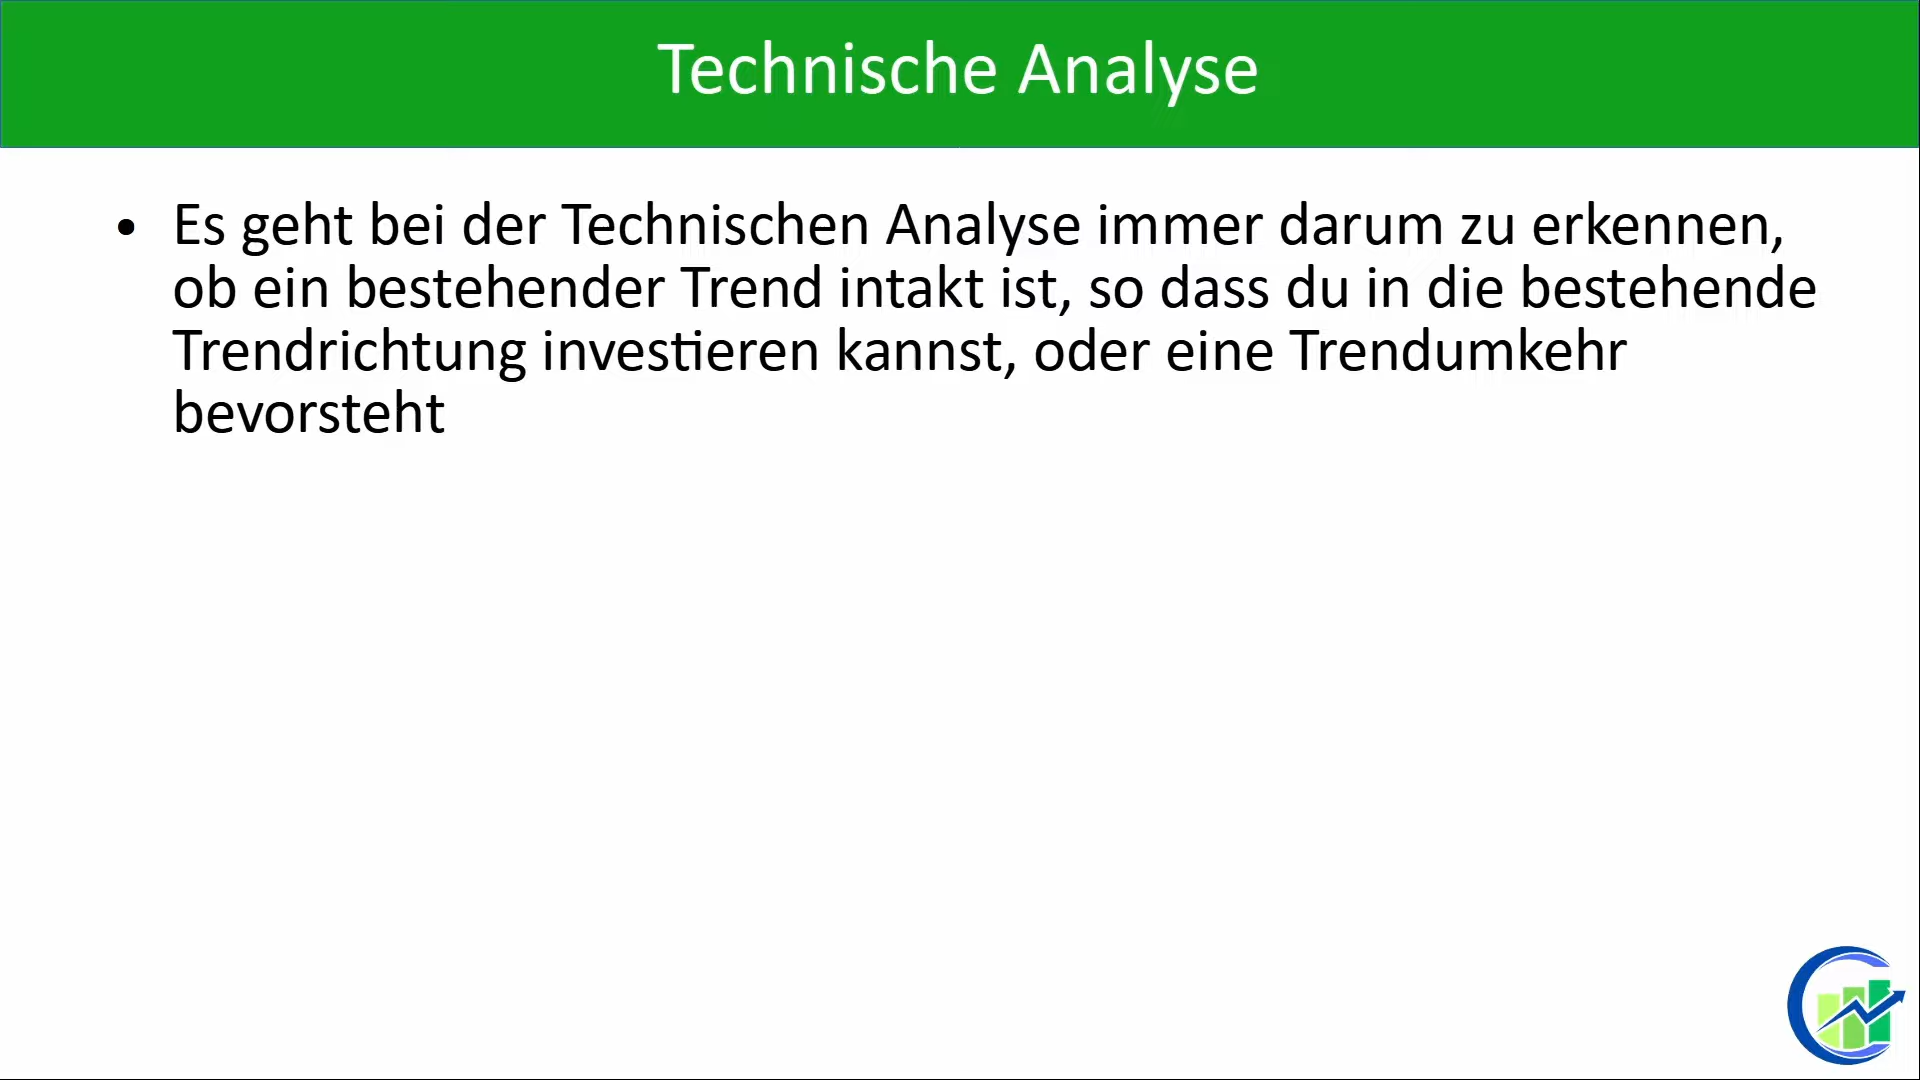 Technische Analyse
• Es geht bei der Technischen Analyse immer darum zu erkennen,
ob ein bestehender Trend intakt ist, so dass du in die bestehende
Trendrichtung investieren kannst, oder eine Trendumkehr
bevorsteht